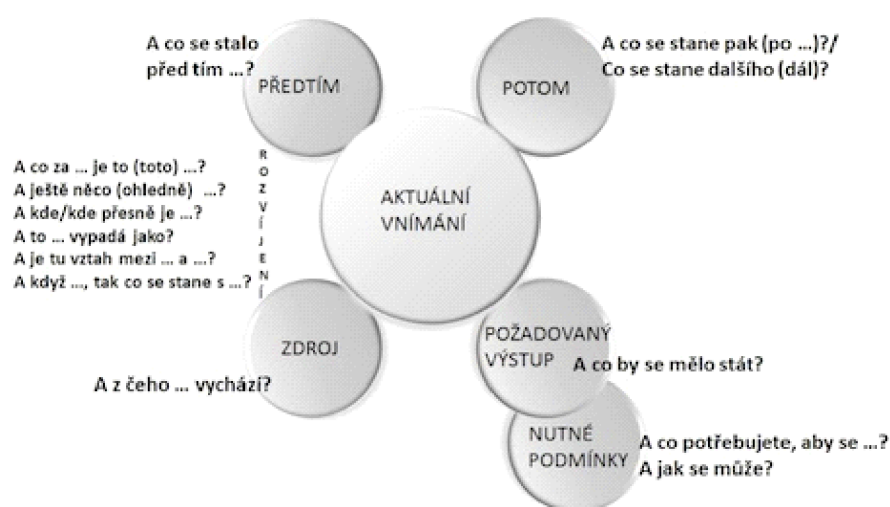 A co se stalo
před tím ...?
PŘEDTÍM
A co se stane pak (po ...)?/
Co se stane dalšího (dál)?
POTOM
A co za ... je to (toto) ...?
A ještě něco (ohledně) ...?
A kde/kde přesně je ...?
A to ... vypadá jako?
A je tu vztah mezi ... a ...?
A když ..., tak co se stane s ...?
ROZVÍJENÍ
AKTUÁLNÍ
VNÍMÁNÍ
ZDROJ
A z čeho ... vychází?
POŽADOVANÝ
VÝSTUP
A co by se mělo stát?
NUTNÉ
PODMÍNKY
A co potřebujete, aby se ...?
A jak se může?